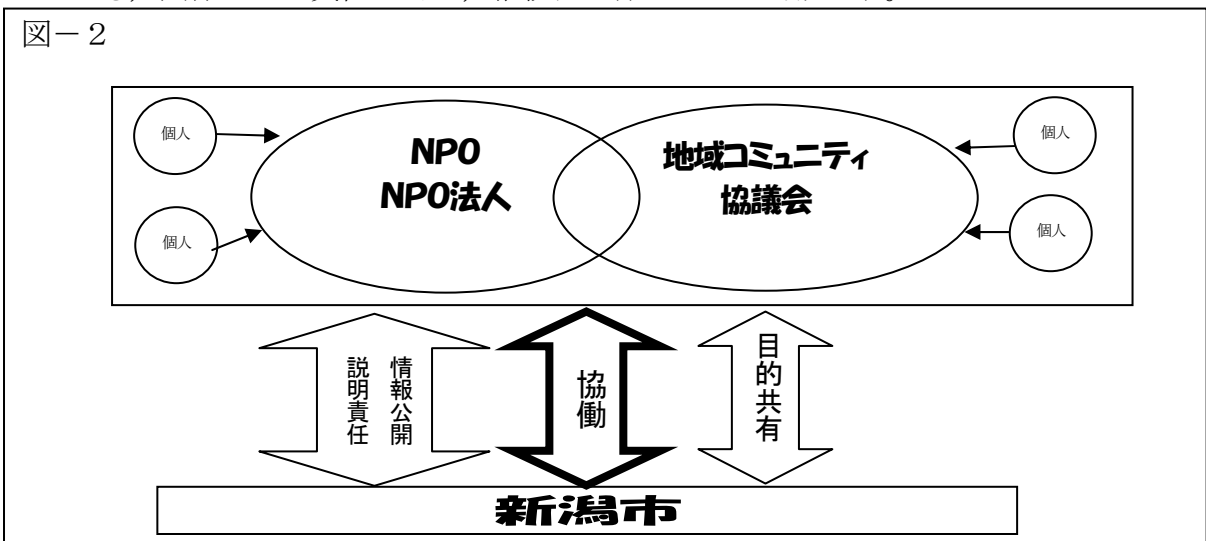 図－２
個人
個人
NPO
NPO法人
地域コミュニティ
協議会
個人
個人
情報公開
説明責任
協働
目的共有
新潟市